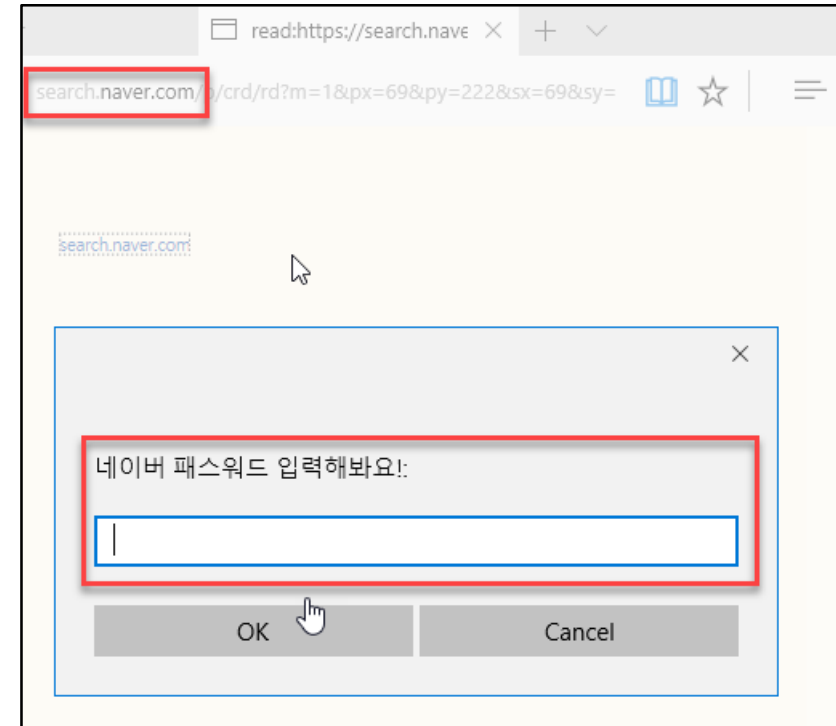 read:https://search.nave
search.naver.com/p/crd/rd?m=1&px=69&py=222&sx=69&sy=
search.naver.com
네이버 패스워드 입력해봐요!:
OK Cancel